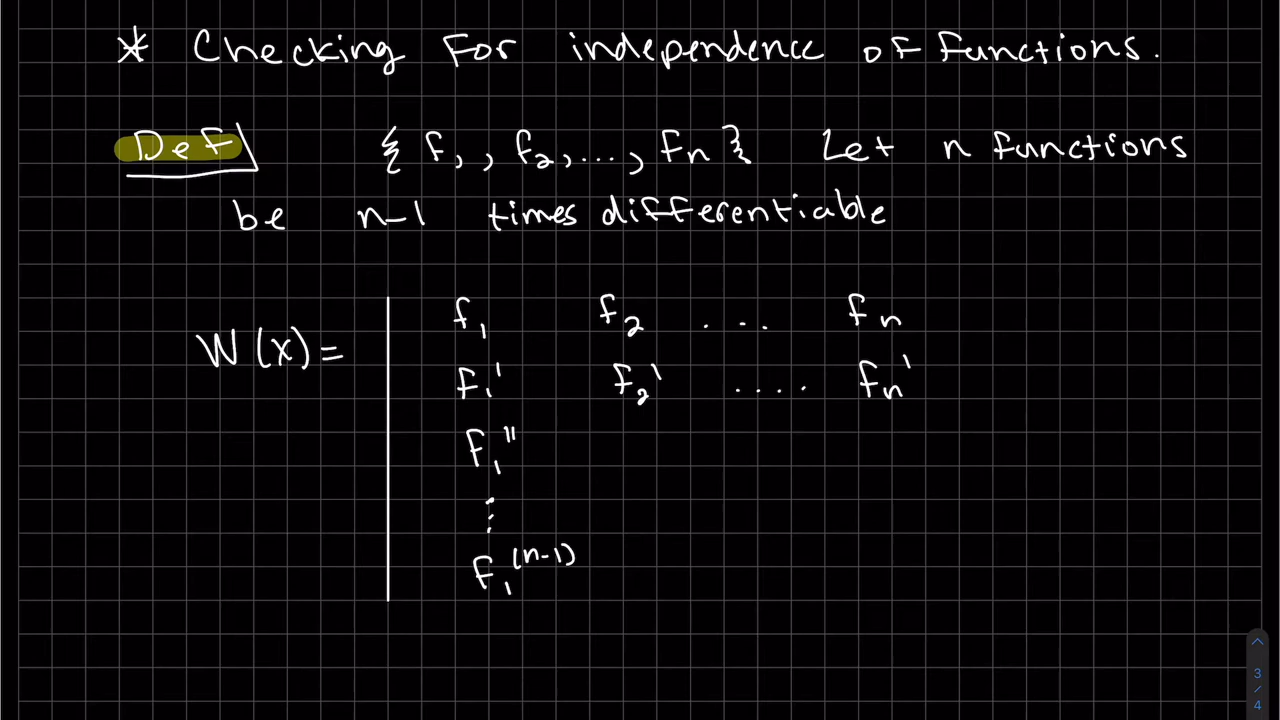 * Checking for independence of functions.
Def {f₁, f₂, ..., fn} Let n functions
be n-1 times differentiable
W(x) = | f₁ f₂ ... fn
f₁' f₂' .... fn'
f₁''
⋮
f₁⁽ⁿ⁻¹⁾
3
/
4